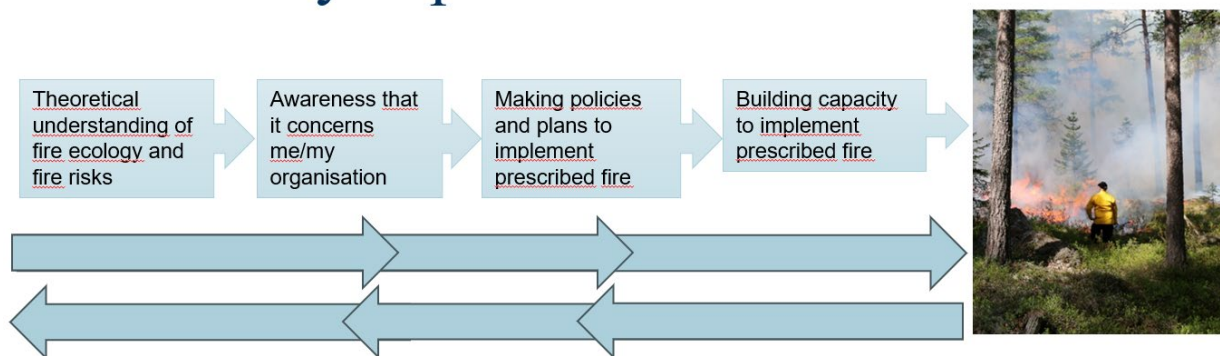 Theoretical
understanding of
fire ecology and
fire risks
Awareness that
it concerns
me/my
organisation
Making policies
and plans to
implement
prescribed fire
Building capacity
to implement
prescribed fire